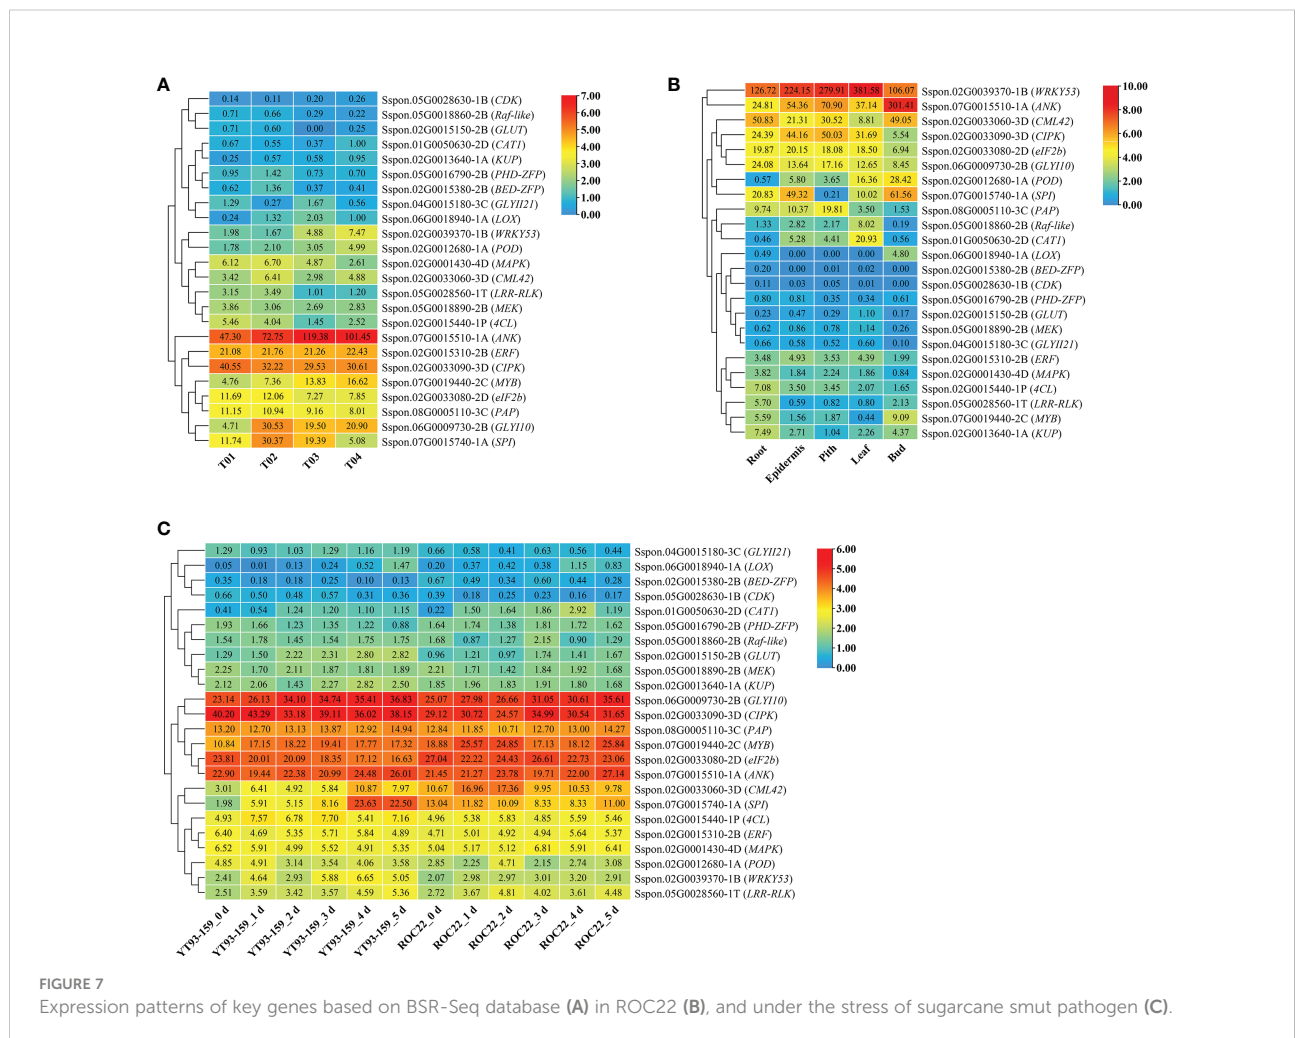 A
0.14 0.11 0.20 0.26 Sspon.05G0028630-1B (CDK)
0.71 0.66 0.29 0.22 Sspon.05G0018860-2B (Raf-like)
0.71 0.60 0.00 0.25 Sspon.02G0015150-2B (GLUT)
0.67 0.55 0.37 1.00 Sspon.01G0050630-2D (CAT1)
0.25 0.57 0.58 0.95 Sspon.02G0013640-1A (KUP)
0.95 1.42 0.73 0.70 Sspon.05G0016790-2B (PHD-ZFP)
0.62 1.36 0.37 0.41 Sspon.02G0015380-2B (BED-ZFP)
1.29 0.27 1.67 0.56 Sspon.04G0015180-3C (GLYII21)
0.24 1.32 2.03 1.00 Sspon.06G0018940-1A (LOX)
1.98 1.67 4.88 7.47 Sspon.02G0039370-1B (WRKY53)
1.78 2.10 3.05 4.99 Sspon.02G0012680-1A (POD)
6.12 6.70 4.87 2.61 Sspon.02G0001430-4D (MAPK)
3.42 6.41 2.98 4.88 Sspon.02G0033060-3D (CML42)
3.15 3.49 1.01 1.20 Sspon.05G0028560-1T (LRR-RLK)
3.86 3.06 2.69 2.83 Sspon.05G0018890-2B (MEK)
5.46 4.04 1.45 2.52 Sspon.02G0015440-1P (4CL)
47.30 72.75 119.38 101.45 Sspon.07G0015510-1A (ANK)
21.08 21.76 21.26 22.43 Sspon.02G0015310-2B (ERF)
40.55 32.22 29.53 30.61 Sspon.02G0033090-3D (CIPK)
4.76 7.36 13.83 16.62 Sspon.07G0019440-2C (MYB)
11.69 12.06 7.27 7.85 Sspon.02G0033080-2D (eIF2b)
11.15 10.94 9.16 8.01 Sspon.08G0005110-3C (PAP)
4.71 30.53 19.50 20.90 Sspon.06G0009730-2B (GLYI10)
11.74 30.37 19.39 5.08 Sspon.07G0015740-1A (SPI)
T01 T02 T03 T04
7.00
6.00
5.00
4.00
3.00
2.00
1.00
0.00
B
126.72 224.15 279.91 381.58 106.07 Sspon.02G0039370-1B (WRKY53)
24.81 54.36 70.90 37.14 301.41 Sspon.07G0015510-1A (ANK)
50.83 21.31 30.52 8.81 49.05 Sspon.02G0033060-3D (CML42)
24.39 44.16 50.03 31.69 5.54 Sspon.02G0033090-3D (CIPK)
19.87 20.15 18.08 18.50 6.94 Sspon.02G0033080-2D (eIF2b)
24.08 13.64 17.16 12.65 8.45 Sspon.06G0009730-2B (GLYI10)
0.57 5.80 3.65 16.36 28.42 Sspon.02G0012680-1A (POD)
20.83 49.32 0.21 10.02 61.56 Sspon.07G0015740-1A (SPI)
9.74 10.37 19.81 3.50 1.53 Sspon.08G0005110-3C (PAP)
1.33 2.82 2.17 8.02 0.19 Sspon.05G0018860-2B (Raf-like)
0.46 5.28 4.41 20.93 0.56 Sspon.01G0050630-2D (CAT1)
0.49 0.00 0.00 0.00 4.80 Sspon.06G0018940-1A (LOX)
0.20 0.00 0.01 0.02 0.00 Sspon.02G0015380-2B (BED-ZFP)
0.11 0.03 0.05 0.01 0.00 Sspon.05G0028630-1B (CDK)
0.80 0.81 0.35 0.34 0.61 Sspon.05G0016790-2B (PHD-ZFP)
0.23 0.47 0.29 1.10 0.17 Sspon.02G0015150-2B (GLUT)
0.62 0.86 0.78 1.14 0.26 Sspon.05G0018890-2B (MEK)
0.66 0.58 0.52 0.60 0.10 Sspon.04G0015180-3C (GLYII21)
3.48 4.93 3.53 4.39 1.99 Sspon.02G0015310-2B (ERF)
3.82 1.84 2.24 1.86 0.84 Sspon.02G0001430-4D (MAPK)
7.08 3.50 3.45 2.07 1.65 Sspon.02G0015440-1P (4CL)
5.70 0.59 0.82 0.80 2.13 Sspon.05G0028560-1T (LRR-RLK)
5.59 1.56 1.87 0.44 9.09 Sspon.07G0019440-2C (MYB)
7.49 2.71 1.04 2.26 4.37 Sspon.02G0013640-1A (KUP)
Root Epidermis Pith Leaf Bud
10.00
8.00
6.00
4.00
2.00
0.00
C
1.29 0.93 1.03 1.29 1.16 1.19 0.66 0.58 0.41 0.63 0.56 0.44 Sspon.04G0015180-3C (GLYII21)
0.05 0.01 0.13 0.24 0.52 1.47 0.20 0.37 0.42 0.38 1.15 0.83 Sspon.06G0018940-1A (LOX)
0.35 0.18 0.18 0.25 0.10 0.13 0.67 0.49 0.34 0.60 0.44 0.28 Sspon.02G0015380-2B (BED-ZFP)
0.66 0.50 0.48 0.57 0.31 0.36 0.39 0.18 0.25 0.23 0.16 0.17 Sspon.05G0028630-1B (CDK)
0.41 0.54 1.24 1.20 1.10 1.15 0.22 1.50 1.64 1.86 2.92 1.19 Sspon.01G0050630-2D (CAT1)
1.93 1.66 1.23 1.35 1.22 0.88 1.64 1.74 1.38 1.81 1.72 1.62 Sspon.05G0016790-2B (PHD-ZFP)
1.54 1.78 1.45 1.54 1.75 1.75 1.68 0.87 1.27 2.15 0.90 1.29 Sspon.05G0018860-2B (Raf-like)
1.29 1.50 2.22 2.31 2.80 2.82 0.96 1.21 0.97 1.74 1.41 1.67 Sspon.02G0015150-2B (GLUT)
2.25 1.70 2.11 1.87 1.81 1.89 2.21 1.71 1.42 1.84 1.92 1.68 Sspon.05G0018890-2B (MEK)
2.12 2.06 1.43 2.27 2.82 2.50 1.85 1.96 1.83 1.91 1.80 1.68 Sspon.02G0013640-1A (KUP)
23.14 26.13 34.10 34.74 35.41 36.83 25.07 27.98 26.66 31.05 30.61 35.61 Sspon.06G0009730-2B (GLYI10)
40.20 43.29 33.18 39.11 36.02 38.15 29.12 30.72 24.57 34.99 30.54 31.65 Sspon.02G0033090-3D (CIPK)
13.20 12.70 13.13 13.87 12.92 14.94 12.84 11.85 10.71 12.70 13.00 14.27 Sspon.08G0005110-3C (PAP)
10.84 17.15 18.22 19.41 17.77 17.32 18.88 25.57 24.85 17.13 18.12 25.84 Sspon.07G0019440-2C (MYB)
23.81 20.01 20.09 18.35 17.12 16.63 27.04 22.22 24.43 26.61 22.73 23.06 Sspon.02G0033080-2D (eIF2b)
22.90 19.44 22.38 20.99 24.48 26.01 21.45 21.27 23.78 19.71 22.00 27.14 Sspon.07G0015510-1A (ANK)
3.01 6.41 4.92 5.84 10.87 7.97 10.67 16.96 17.36 9.95 10.53 9.78 Sspon.02G0033060-3D (CML42)
1.98 5.91 5.15 8.16 23.63 22.50 13.04 11.82 10.09 8.33 8.33 11.00 Sspon.07G0015740-1A (SPI)
4.93 7.57 6.78 7.70 5.41 7.16 4.96 5.38 5.83 4.85 5.59 5.46 Sspon.02G0015440-1P (4CL)
6.40 4.69 5.35 5.71 5.84 4.89 4.71 5.01 4.92 4.94 5.64 5.37 Sspon.02G0015310-2B (ERF)
6.52 5.91 4.99 5.52 4.91 5.35 5.04 5.17 5.12 6.81 5.91 6.41 Sspon.02G0001430-4D (MAPK)
4.85 4.91 3.14 3.54 4.06 3.58 2.85 2.25 4.71 2.15 2.74 3.08 Sspon.02G0012680-1A (POD)
2.41 4.64 2.93 5.88 6.65 5.05 2.07 2.98 2.97 3.01 3.20 2.91 Sspon.02G0039370-1B (WRKY53)
2.51 3.59 3.42 3.57 4.59 5.36 2.72 3.67 4.81 4.02 3.61 4.48 Sspon.05G0028560-1T (LRR-RLK)
YT93-159_0 d YT93-159_1 d YT93-159_2 d YT93-159_3 d YT93-159_4 d YT93-159_5 d ROC22_0 d ROC22_1 d ROC22_2 d ROC22_3 d ROC22_4 d ROC22_5 d
6.00
5.00
4.00
3.00
2.00
1.00
0.00
FIGURE 7
Expression patterns of key genes based on BSR-Seq database (A) in ROC22 (B), and under the stress of sugarcane smut pathogen (C).